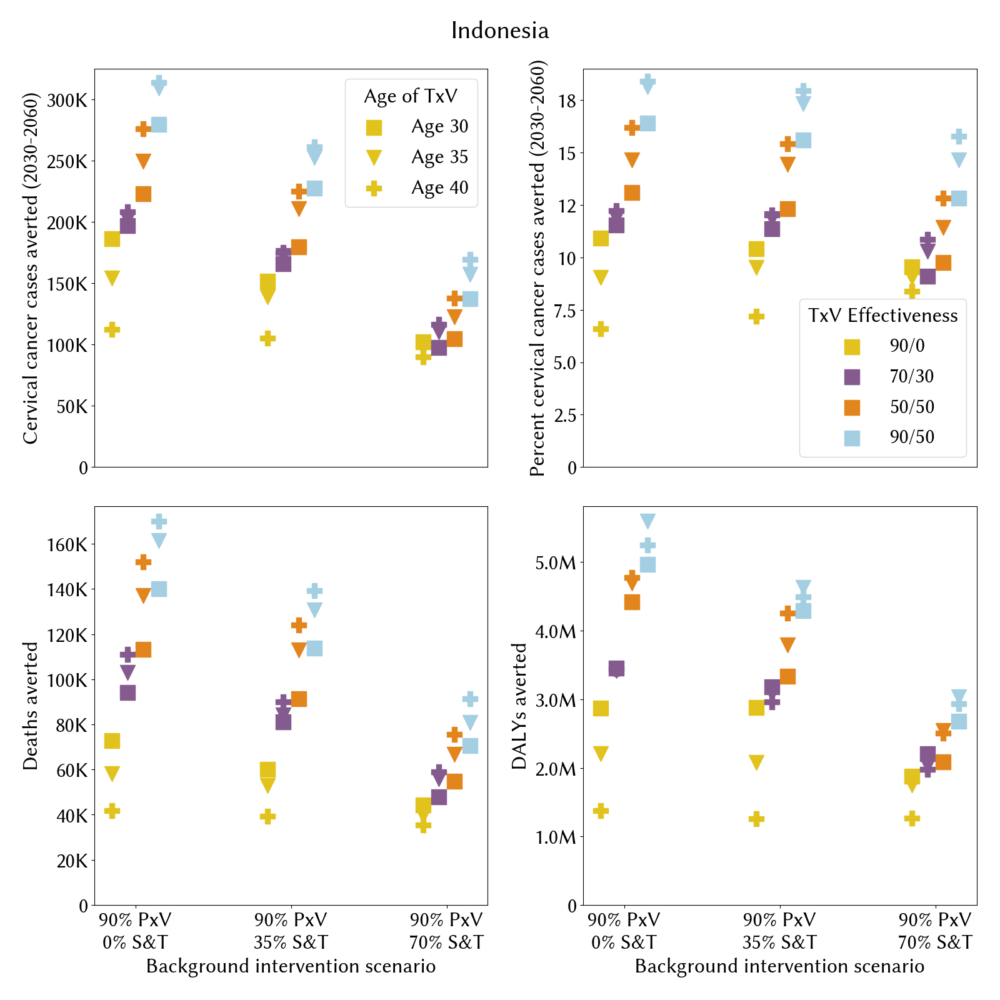 Indonesia
Cervical cancer cases averted (2030-2060)
300K
250K
200K
150K
100K
50K
0
Age of TxV
Age 30
Age 35
Age 40
Percent cervical cancer cases averted (2030-2060)
18
15
12
10
7.5
5.0
2.5
0
TxV Effectiveness
90/0
70/30
50/50
90/50
Deaths averted
160K
140K
120K
100K
80K
60K
40K
20K
0
90% PxV
0% S&T
90% PxV
35% S&T
90% PxV
70% S&T
Background intervention scenario
DALYs averted
5.0M
4.0M
3.0M
2.0M
1.0M
0
90% PxV
0% S&T
90% PxV
35% S&T
90% PxV
70% S&T
Background intervention scenario